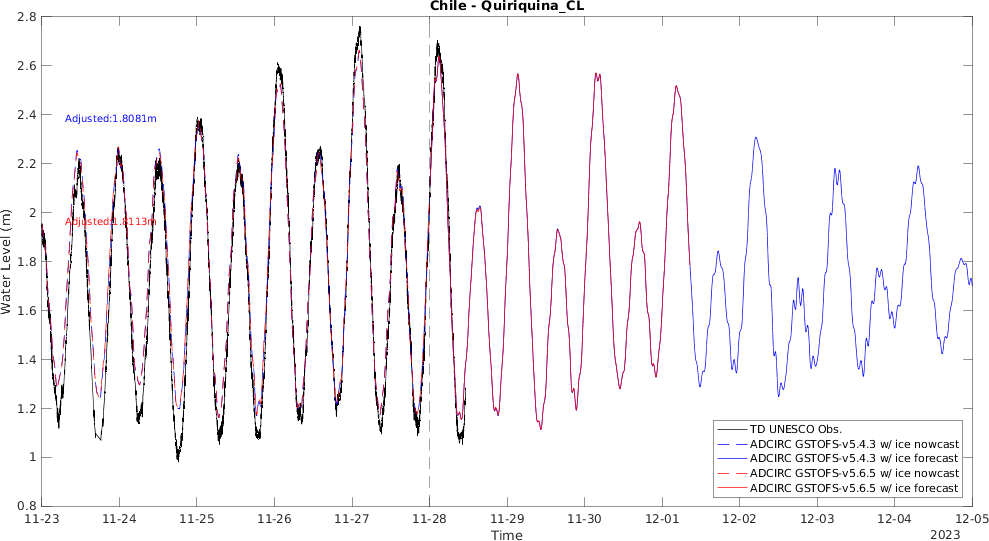 Chile - Quiriquina_CL
2.8
2.6
2.4
2.2
2
1.8
1.6
1.4
1.2
1
0.8
Water Level (m)
Adjusted:1.8081m
Adjusted:1.8113m
TD UNESCO Obs.
ADCIRC GSTOFS-v5.4.3 w/ ice nowcast
ADCIRC GSTOFS-v5.4.3 w/ ice forecast
ADCIRC GSTOFS-v5.6.5 w/ ice nowcast
ADCIRC GSTOFS-v5.6.5 w/ ice forecast
11-23 11-24 11-25 11-26 11-27 11-28 11-29 11-30 12-01 12-02 12-03 12-04 12-05
Time
2023